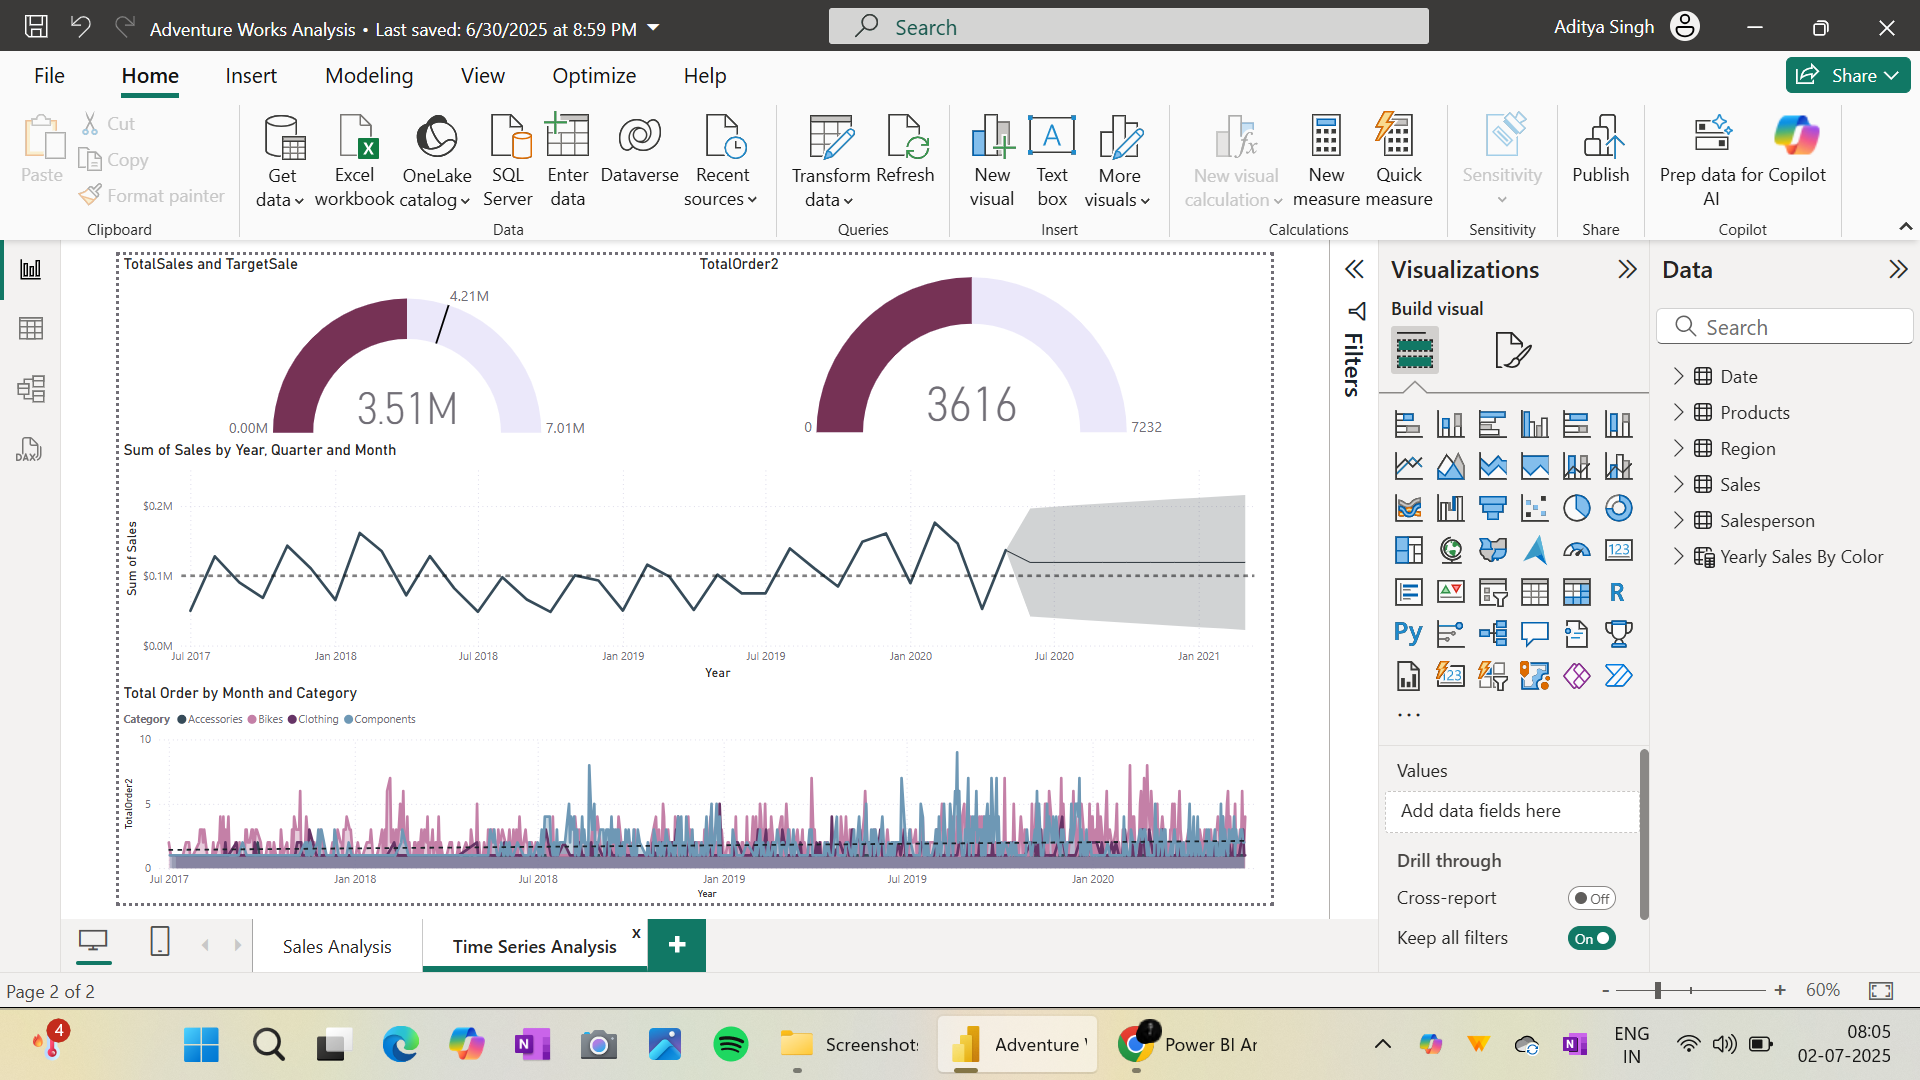 Adventure Works Analysis • Last saved: 6/30/2025 at 8:59 PM
Search
Aditya Singh
File
Home
Insert
Modeling
View
Optimize
Help
Share
Paste
Cut
Copy
Format painter
Clipboard
Get data
Excel workbook
OneLake catalog
SQL Server
Enter data
Dataverse
Recent sources
Data
Transform data
Refresh
Queries
New visual
Text box
More visuals
Insert
New visual calculation
New measure
Quick measure
Calculations
Sensitivity
Sensitivity
Publish
Share
Prep data for AI
Copilot
Copilot
TotalSales and TargetSale
4.21M
3.51M
0.00M
7.01M
TotalOrder2
3616
0
7232
Sum of Sales by Year, Quarter and Month
Sum of Sales
$0.2M
$0.1M
$0.0M
Jul 2017
Jan 2018
Jul 2018
Jan 2019
Jul 2019
Jan 2020
Jul 2020
Jan 2021
Year
Total Order by Month and Category
Category Accessories Bikes Clothing Components
TotalOrder2
10
5
0
Jul 2017
Jan 2018
Jul 2018
Jan 2019
Jul 2019
Jan 2020
Year
Filters
Visualizations
Build visual
123
R
Py
123
...
Values
Add data fields here
Drill through
Cross-report
Off
Keep all filters
On
Data
Search
Date
Products
Region
Sales
Salesperson
Yearly Sales By Color
DAX
Sales Analysis
Time Series Analysis
x
+
Page 2 of 2
- + 60%
4
N
Screenshots
Adventure
Power BI Ar
N
ENG
IN
08:05
02-07-2025